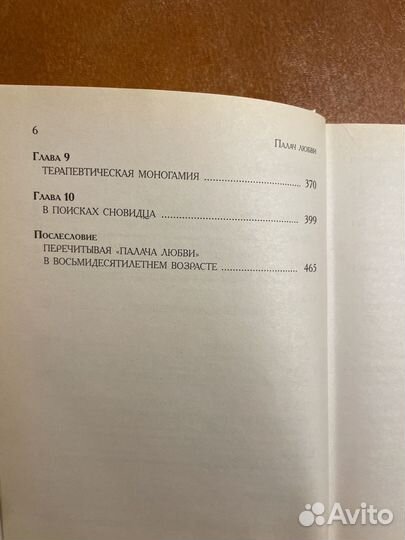 6
Палач любви
Глава 9
ТЕРАПЕВТИЧЕСКАЯ МОНОГАМИЯ 370
Глава 10
В ПОИСКАХ СНОВИДЦА 399
Послесловие
ПЕРЕЧИТЫВАЯ «ПАЛАЧА ЛЮБВИ»
В ВОСЬМИДЕСЯТИЛЕТНЕМ ВОЗРАСТЕ 465
Avito